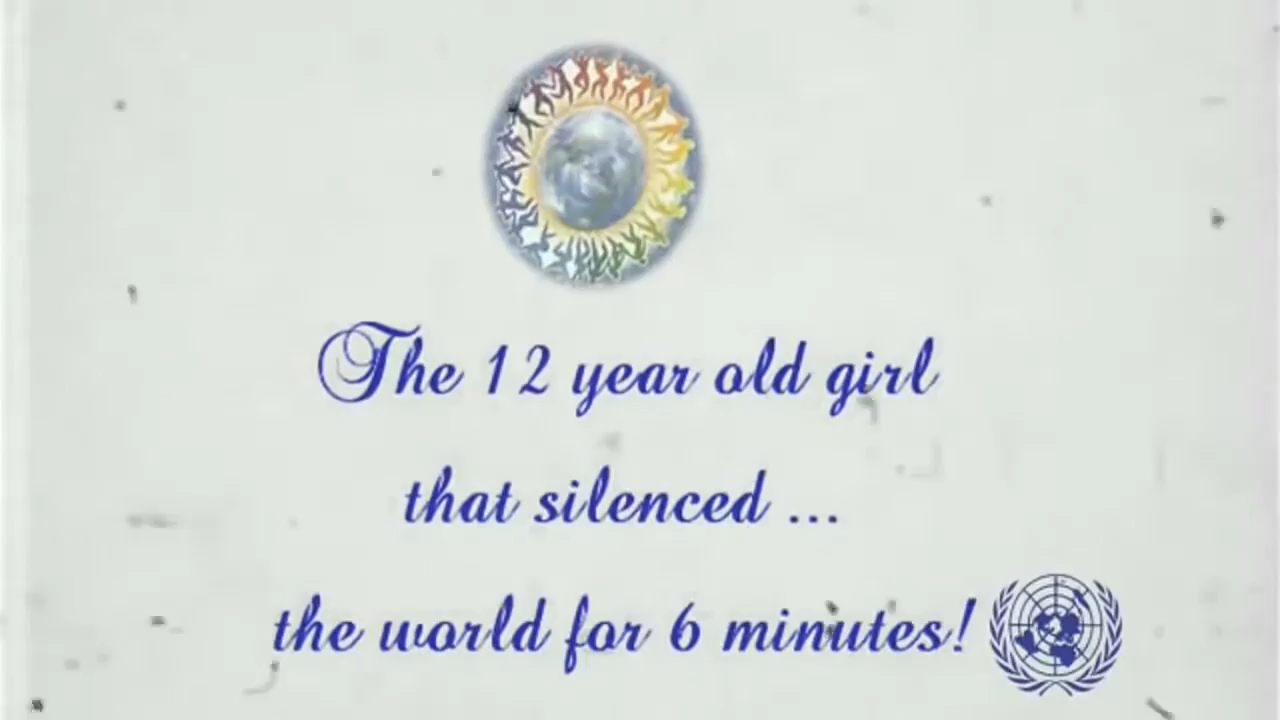 The 12 year old girl
that silenced ...
the world for 6 minutes!